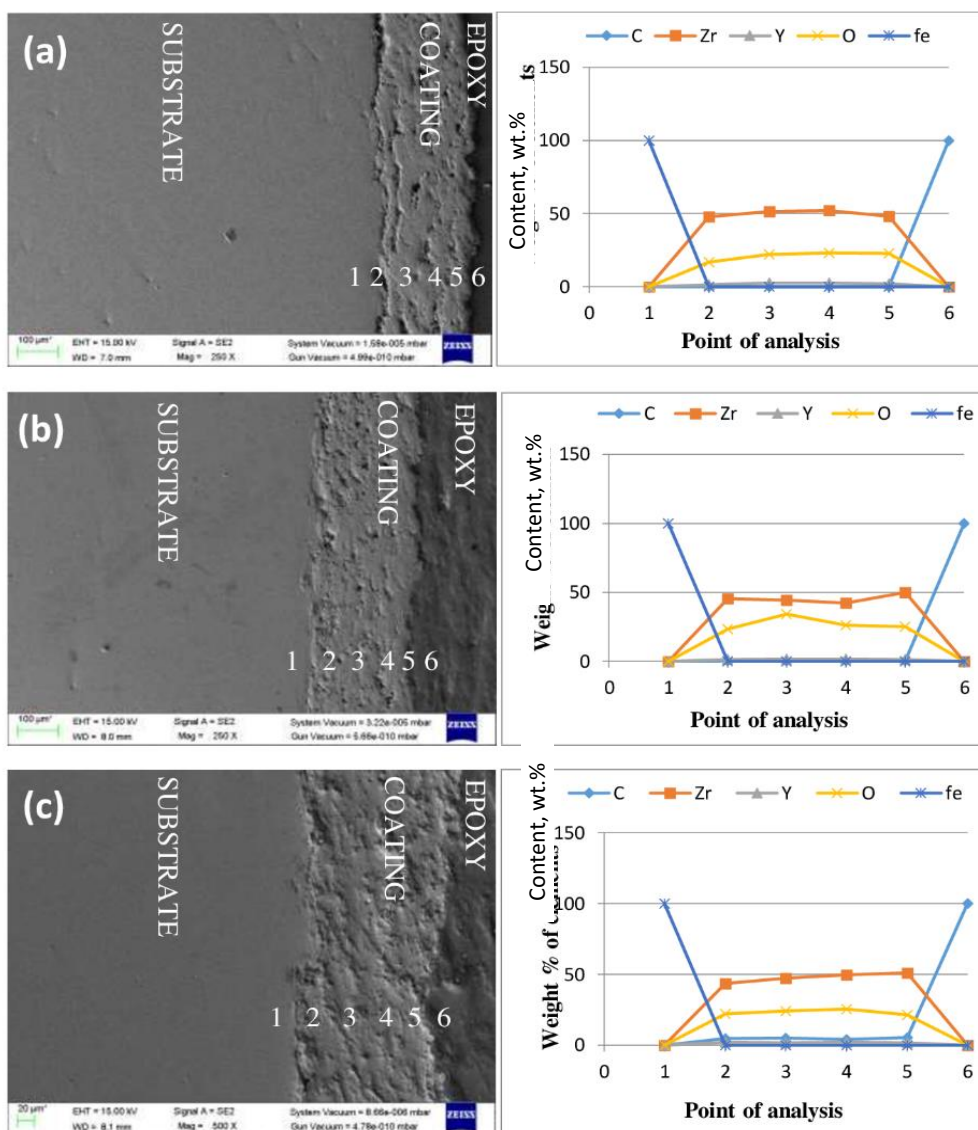 (a)
SUBSTRATE
COATING
EPOXY
1 2 3 4 5 6
100 µm*
EHT = 15.00 kV
WD = 7.0 mm
Signal A = SE2
Mag = 250 X
System Vacuum = 1.58e-005 mbar
Gun Vacuum = 4.99e-010 mbar
ZEISS
C Zr Y O fe
Content, wt.%
ts
150
100
50
0
0 1 2 3 4 5 6
Point of analysis
(b)
SUBSTRATE
COATING
EPOXY
1 2 3 4 5 6
100 µm*
EHT = 15.00 kV
WD = 8.0 mm
Signal A = SE2
Mag = 250 X
System Vacuum = 3.22e-006 mbar
Gun Vacuum = 5.66e-010 mbar
ZEISS
C Zr Y O fe
Content, wt.%
Weig
150
100
50
0
0 1 2 3 4 5 6
Point of analysis
(c)
SUBSTRATE
COATING
EPOXY
1 2 3 4 5 6
20 µm*
EHT = 15.00 kV
WD = 8.1 mm
Signal A = SE2
Mag = 500 X
System Vacuum = 8.66e-006 mbar
Gun Vacuum = 4.78e-010 mbar
ZEISS
C Zr Y O fe
Content, wt.%
Weight % of
150
100
50
0
0 1 2 3 4 5 6
Point of analysis